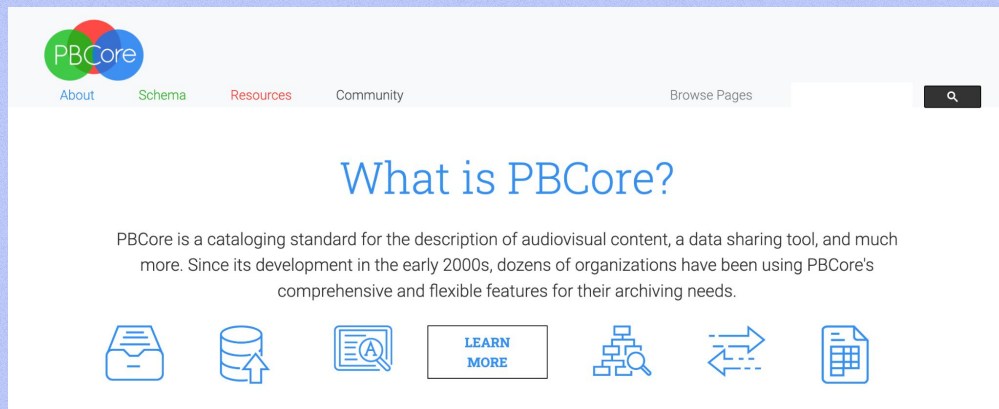 PBCore
About Schema Resources Community Browse Pages
What is PBCore?
PBCore is a cataloging standard for the description of audiovisual content, a data sharing tool, and much
more. Since its development in the early 2000s, dozens of organizations have been using PBCore's
comprehensive and flexible features for their archiving needs.
A
LEARN
MORE